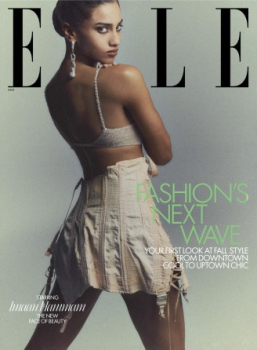 ELLE
FASHION'S
NEXT
WAVE
YOUR FIRST LOOK AT FALL STYLE
FROM DOWNTOWN
COOL TO UPTOWN CHIC
STARRING
Imaan Hammam
THE NEW
FACE OF BEAUTY